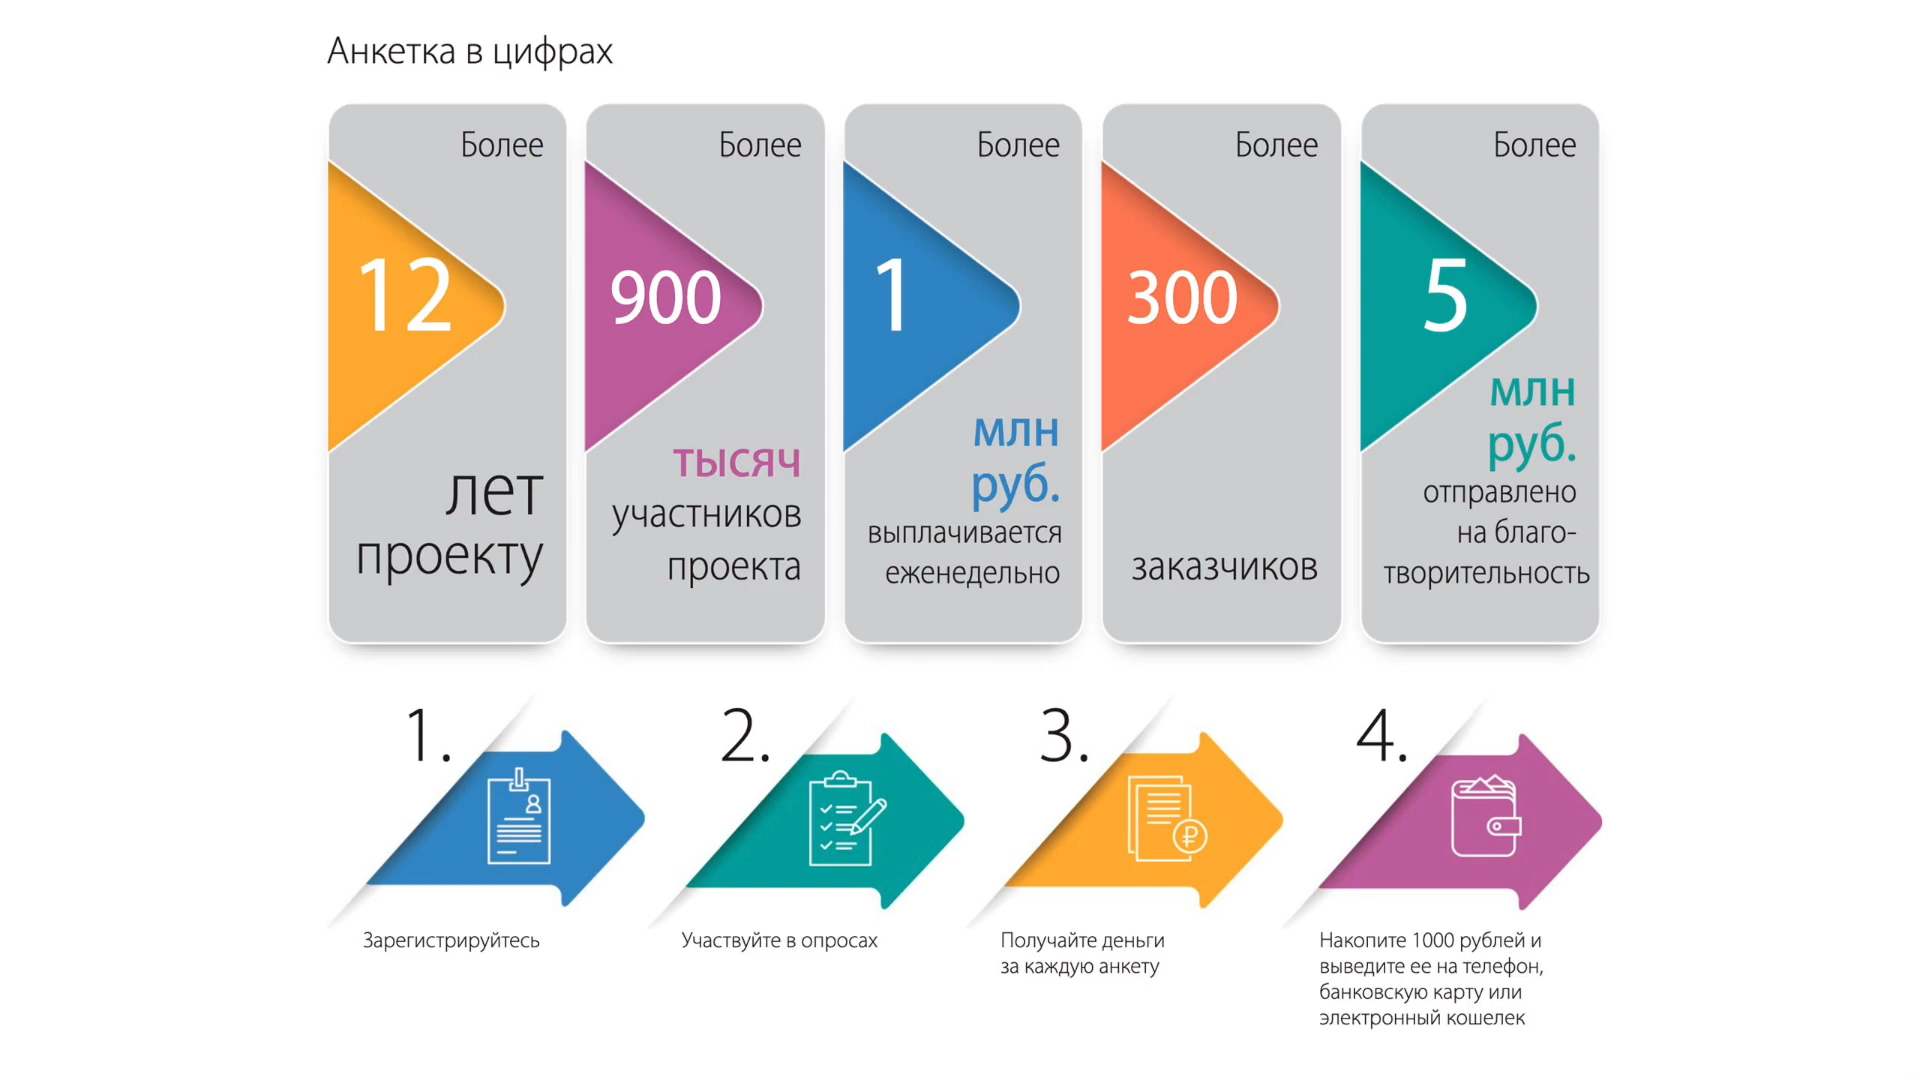 Анкетка в цифрах
Более
12
лет
проекту
Более
900
тысяч
участников
проекта
Более
1
млн
руб.
выплачивается
еженедельно
Более
300
заказчиков
Более
5
млн
руб.
отправлено
на благо-
творительность
1.
Зарегистрируйтесь
2.
Участвуйте в опросах
3.
₽
Получайте деньги
за каждую анкету
4.
Накопите 1000 рублей и
выведите ее на телефон,
банковскую карту или
электронный кошелек